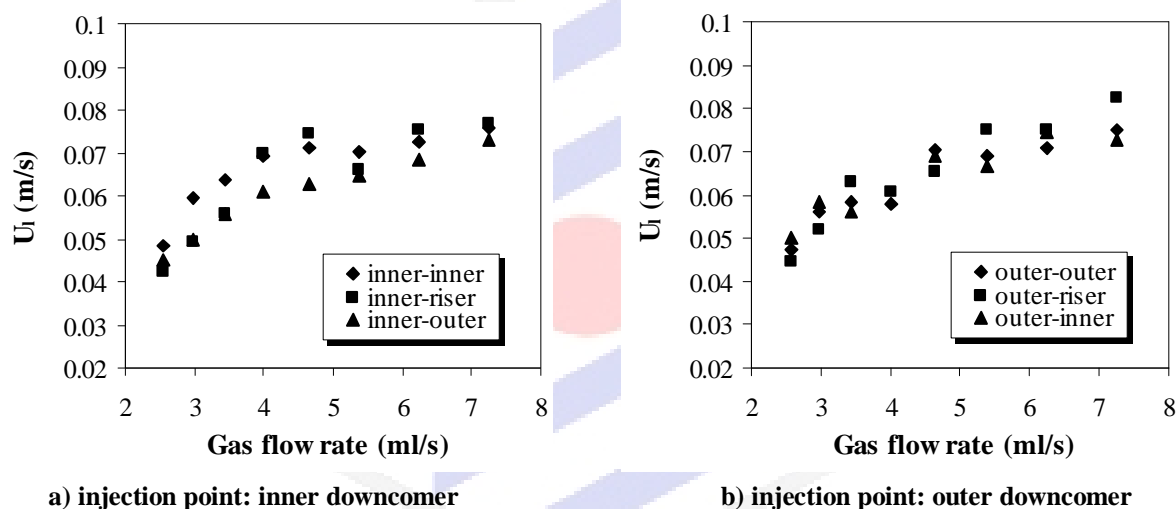 0.1
0.09
0.08
0.07
0.06
0.05
0.04
0.03
0.02
Ul (m/s)
2 3 4 5 6 7 8
Gas flow rate (ml/s)
inner-inner
inner-riser
inner-outer
a) injection point: inner downcomer
0.1
0.09
0.08
0.07
0.06
0.05
0.04
0.03
0.02
Ul (m/s)
2 3 4 5 6 7 8
Gas flow rate (ml/s)
outer-outer
outer-riser
outer-inner
b) injection point: outer downcomer